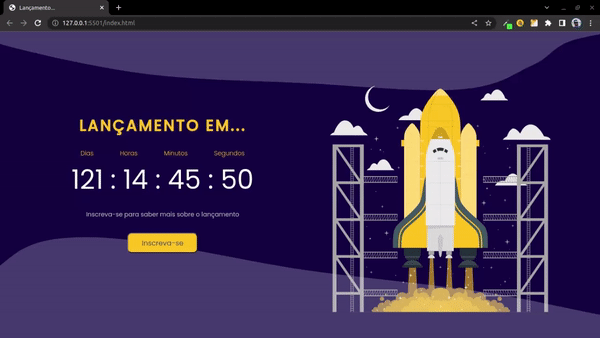 Lançamento...
127.0.0.1:5501/index.html
LANÇAMENTO EM...
Dias Horas Minutos Segundos
121 : 14 : 45 : 50
Inscreva-se para saber mais sobre o lançamento
Inscreva-se